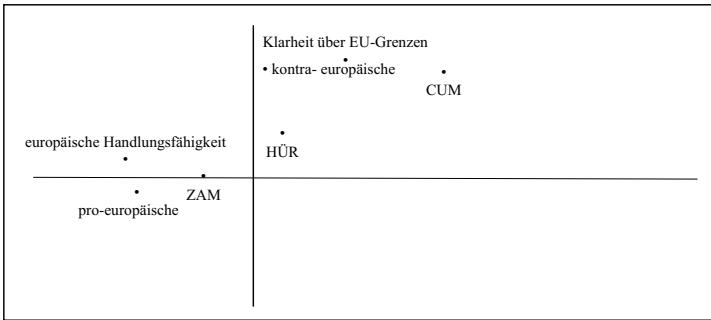 Klarheit über EU-Grenzen
• kontra- europäische
CUM
europäische Handlungsfähigkeit
HÜR
ZAM
pro-europäische